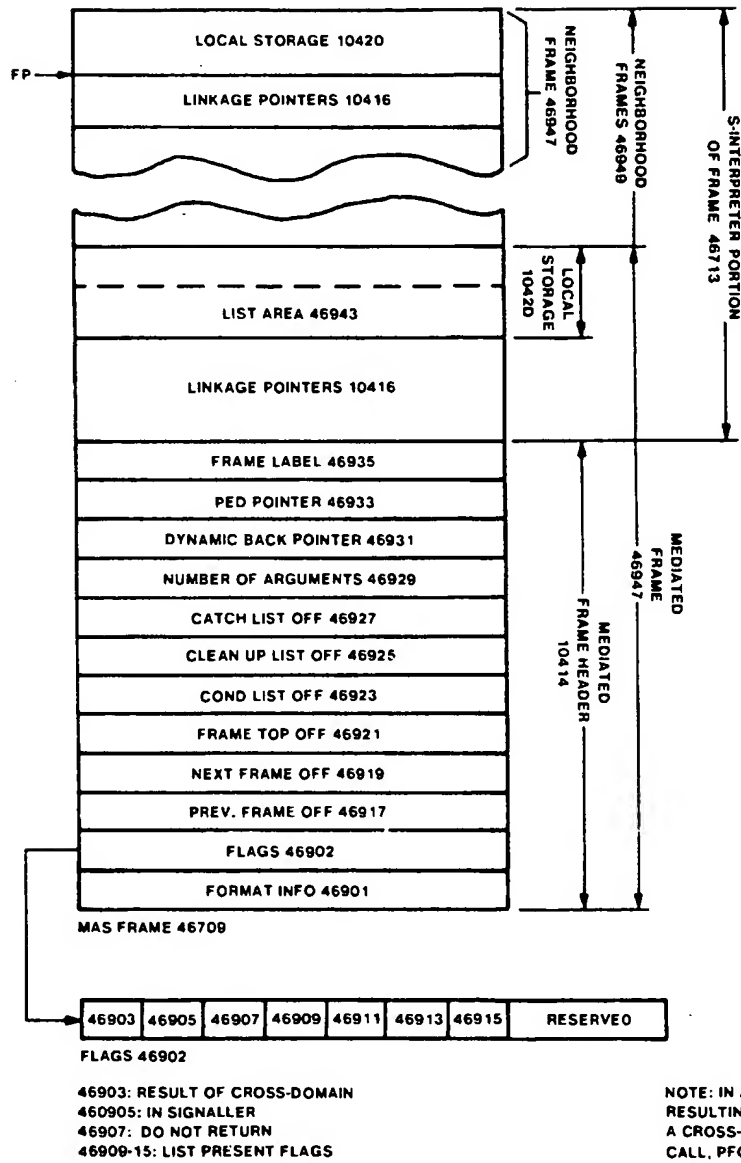 LOCAL STORAGE 10420
FP
LINKAGE POINTERS 10416
NEIGHBORHOOD
FRAME 46947
NEIGHBORHOOD
FRAMES 46949
S-INTERPRETER PORTION
OF FRAME 46713
LOCAL
STORAGE
10420
LIST AREA 46943
LINKAGE POINTERS 10416
FRAME LABEL 46935
PED POINTER 46933
DYNAMIC BACK POINTER 46931
NUMBER OF ARGUMENTS 46929
CATCH LIST OFF 46927
CLEAN UP LIST OFF 46925
COND LIST OFF 46923
FRAME TOP OFF 46921
NEXT FRAME OFF 46919
PREV. FRAME OFF 46917
FLAGS 46902
FORMAT INFO 46901
MEDIATED
FRAME HEADER
10414
MEDIATED
FRAME
46947
MAS FRAME 46709
46903 46905 46907 46909 46911 46913 46915 RESERVED
FLAGS 46902
46903: RESULT OF CROSS-DOMAIN
460905: IN SIGNALLER
46907: DO NOT RETURN
46909-15: LIST PRESENT FLAGS
NOTE: IN
RESULTIN
A CROSS-
CALL, PF